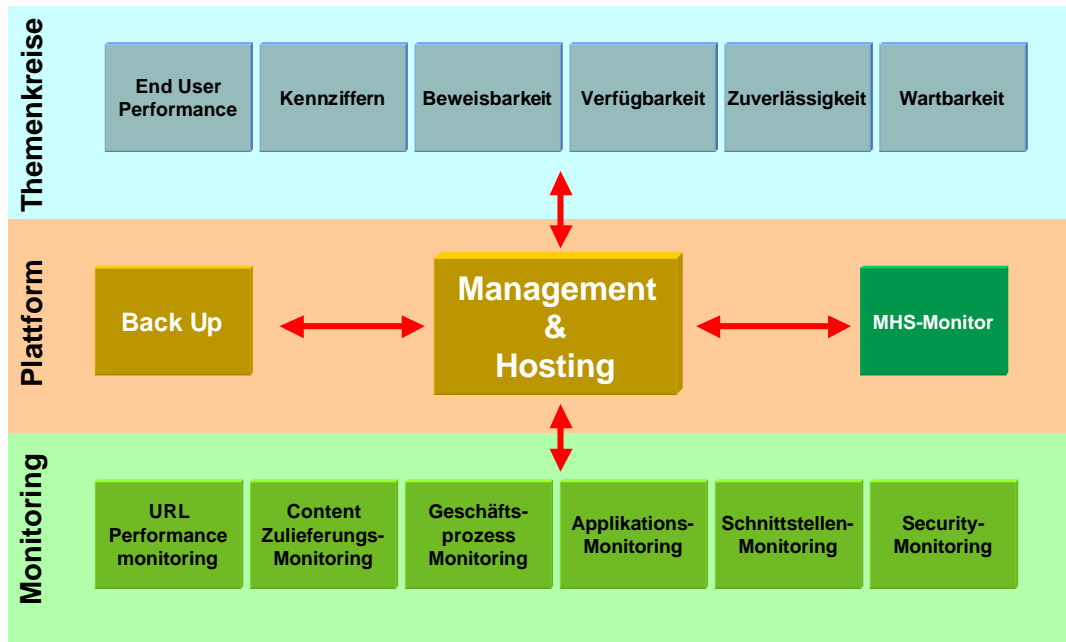 Themenkreise
End User
Performance
Kennziffern
Beweisbarkeit
Verfügbarkeit
Zuverlässigkeit
Wartbarkeit
Plattform
Back Up
Management
&
Hosting
MHS-Monitor
Monitoring
URL
Performance
monitoring
Content
Zulieferungs-
Monitoring
Geschäfts-
prozess
Monitoring
Applikations-
Monitoring
Schnittstellen-
Monitoring
Security-
Monitoring